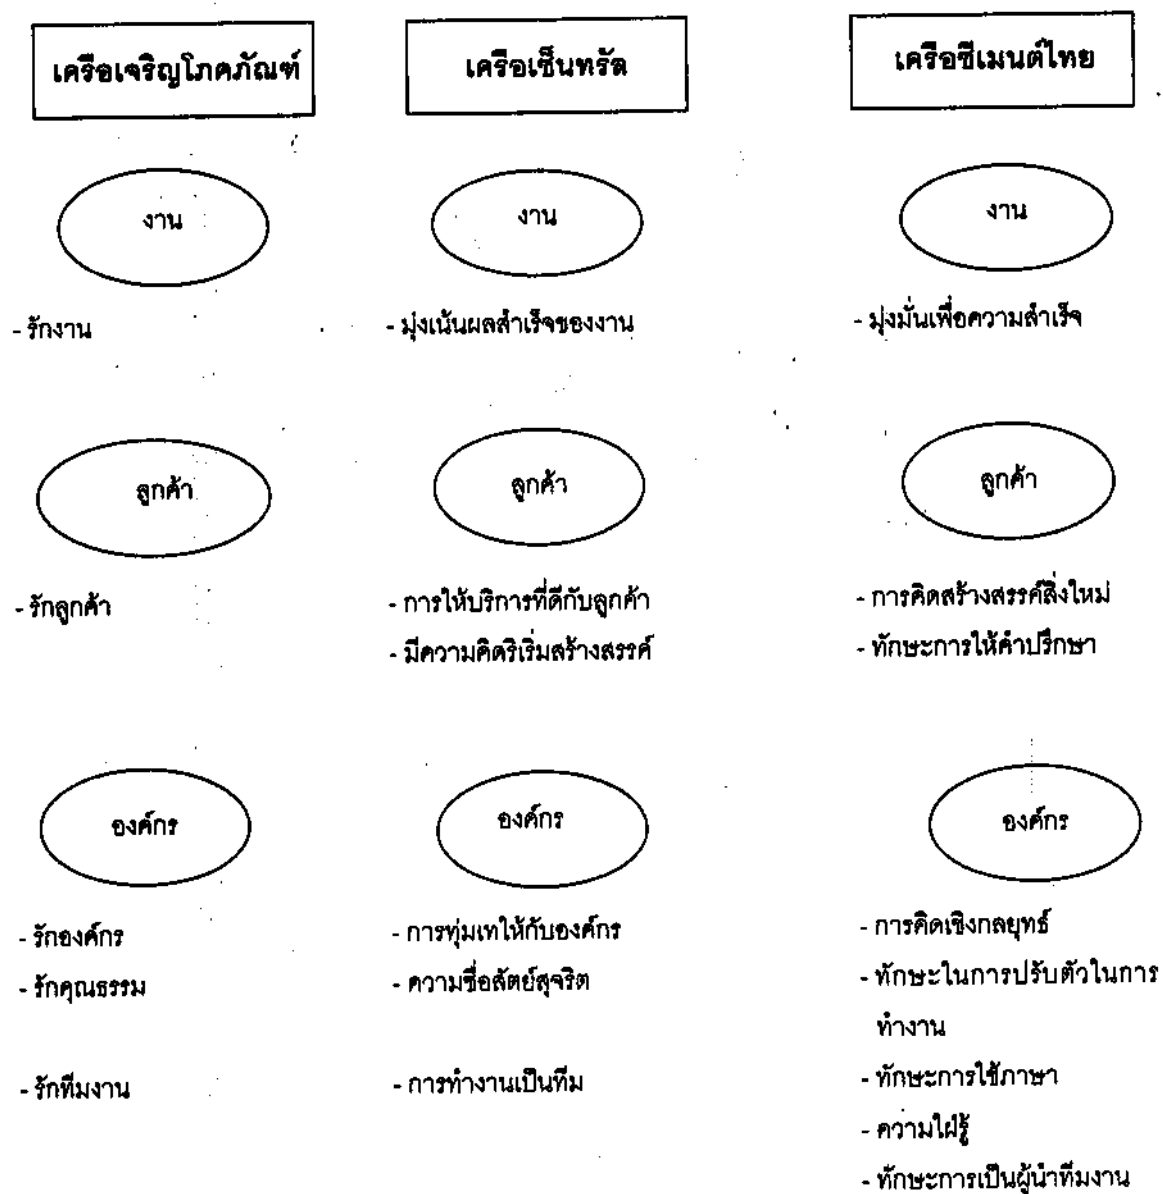 เครือเจริญโภคภัณฑ์
เครือเซ็นทรัล
เครือซีเมนต์ไทย
งาน
งาน
งาน
- รักงาน
- มุ่งเน้นผลสำเร็จของงาน
- มุ่งมั่นเพื่อความสำเร็จ
ลูกค้า
ลูกค้า
ลูกค้า
- รักลูกค้า
- การให้บริการที่ดีกับลูกค้า
- การคิดสร้างสรรค์สิ่งใหม่
- มีความคิดริเริ่มสร้างสรรค์
- ทักษะการให้คำปรึกษา
องค์กร
องค์กร
องค์กร
- รักองค์กร
- การทุ่มเทให้กับองค์กร
- การคิดเชิงกลยุทธ์
- รักคุณธรรม
- ความซื่อสัตย์สุจริต
- ทักษะในการปรับตัวในการ
ทำงาน
- รักทีมงาน
- การทำงานเป็นทีม
- ทักษะการใช้ภาษา
- ความใฝ่รู้
- ทักษะการเป็นผู้นำทีมงาน